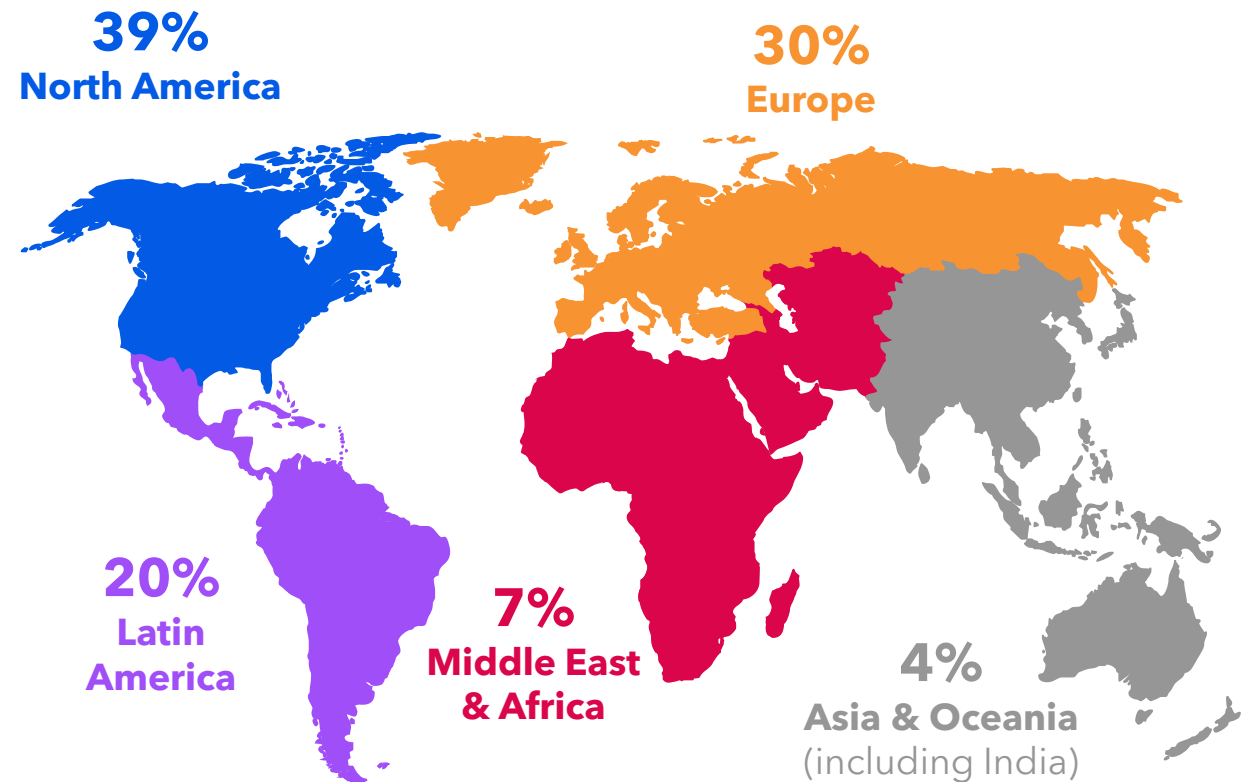 39%
North America
30%
Europe
20%
Latin
America
7%
Middle East
& Africa
4%
Asia & Oceania
(including India)